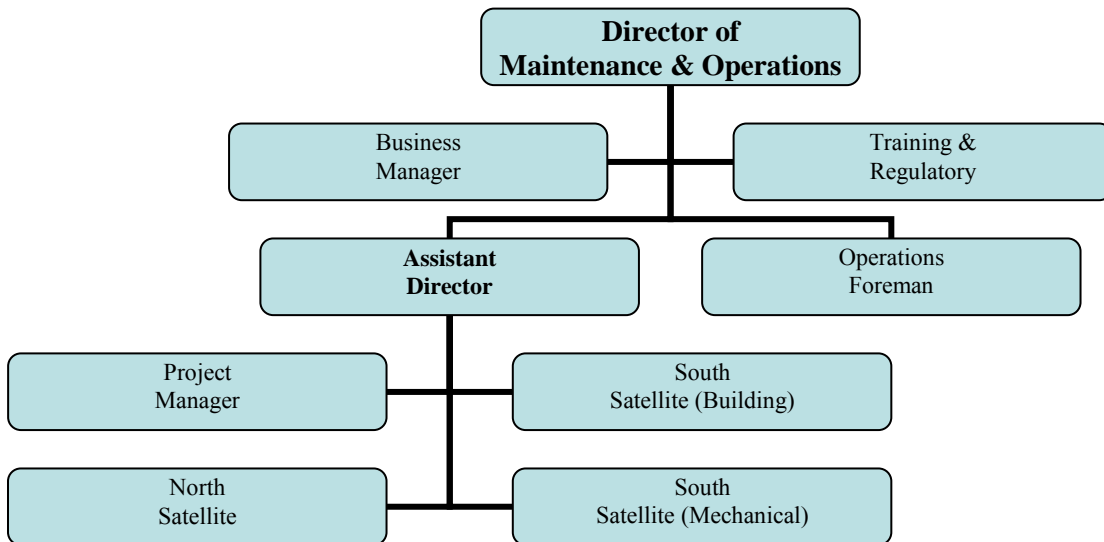 Director of
Maintenance & Operations
Business
Manager
Training &
Regulatory
Assistant
Director
Operations
Foreman
Project
Manager
South
Satellite (Building)
North
Satellite
South
Satellite (Mechanical)